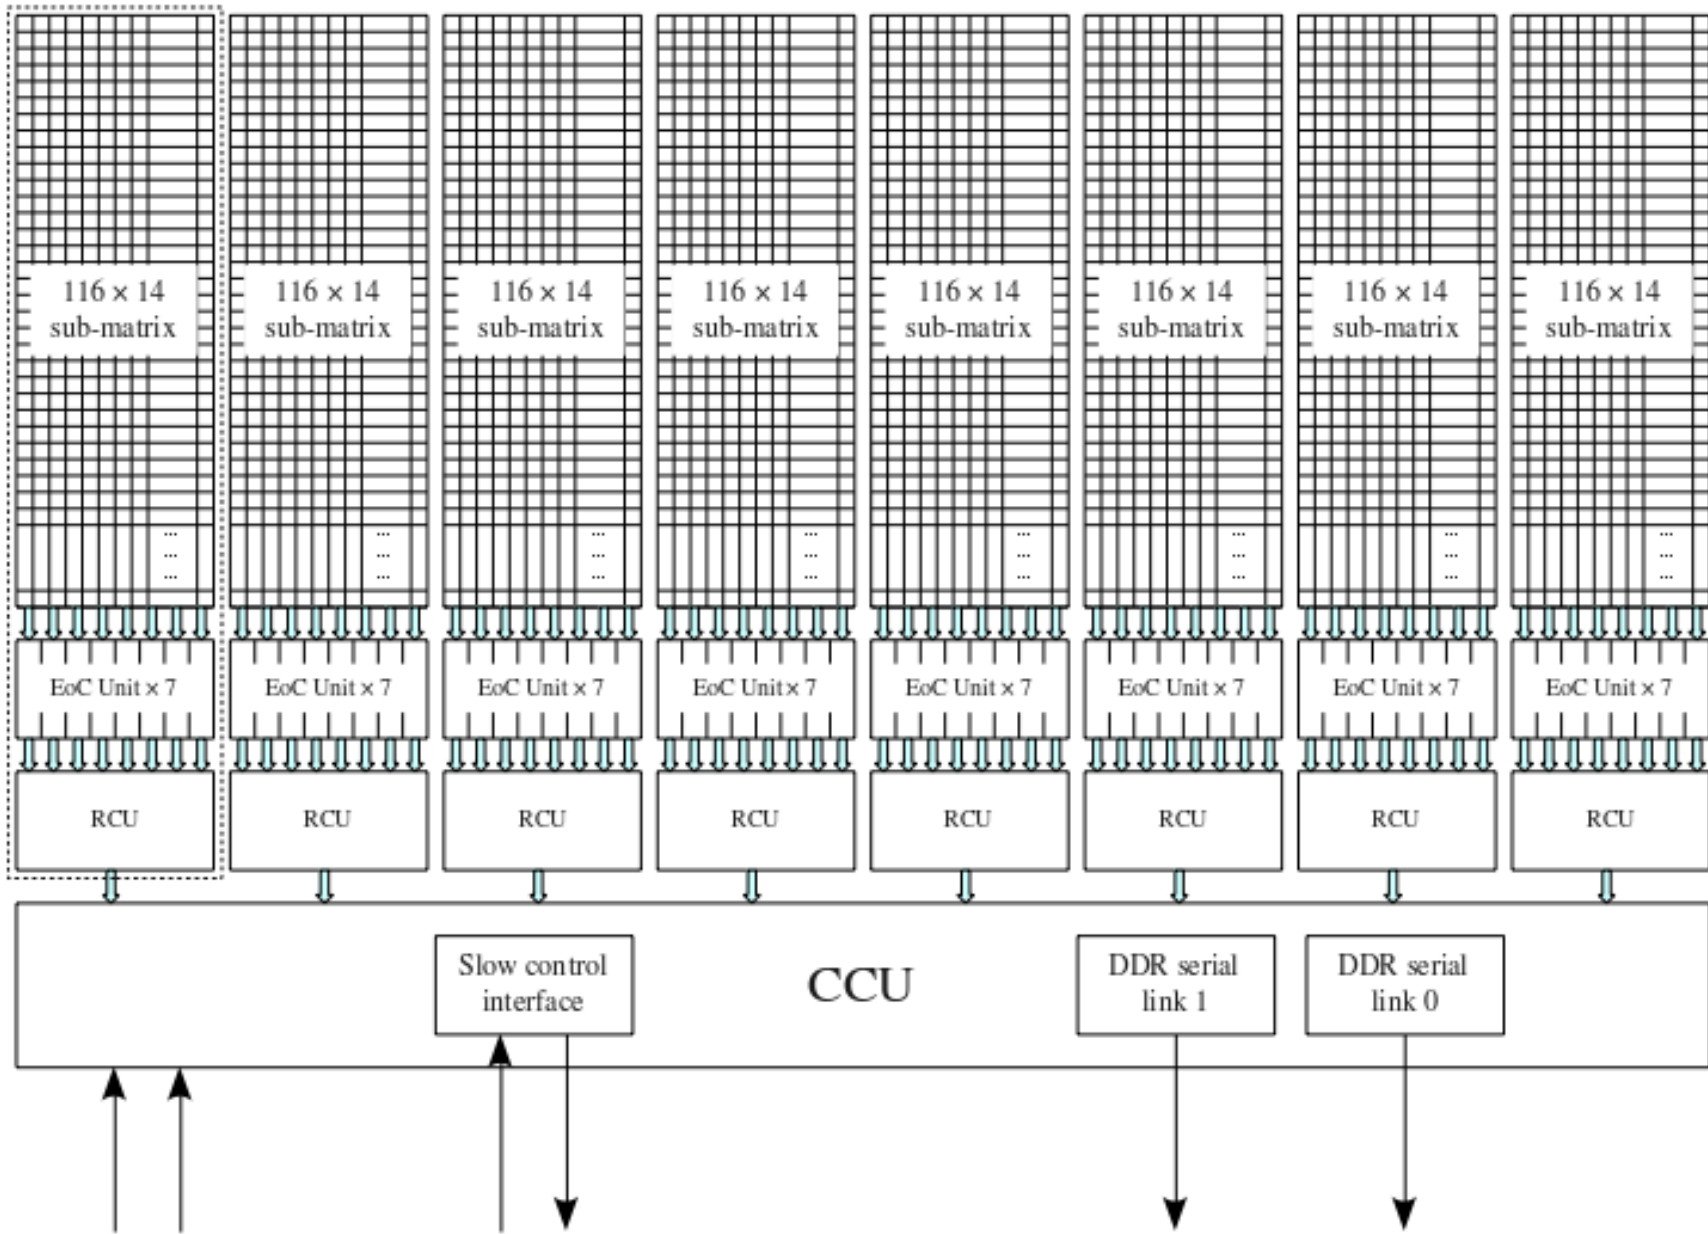 116 × 14 116 × 14 116 × 14 116 × 14 116 × 14 116 × 14 116 × 14 116 × 14
sub-matrix sub-matrix sub-matrix sub-matrix sub-matrix sub-matrix sub-matrix sub-matrix
... ... ... ... ... ... ... ...
... ... ... ... ... ... ... ...
... ... ... ... ... ... ... ...
EoC Unit × 7 EoC Unit × 7 EoC Unit × 7 EoC Unit × 7 EoC Unit × 7 EoC Unit × 7 EoC Unit × 7 EoC Unit × 7
RCU RCU RCU RCU RCU RCU RCU RCU
Slow control
interface
CCU
DDR serial
link 1
DDR serial
link 0